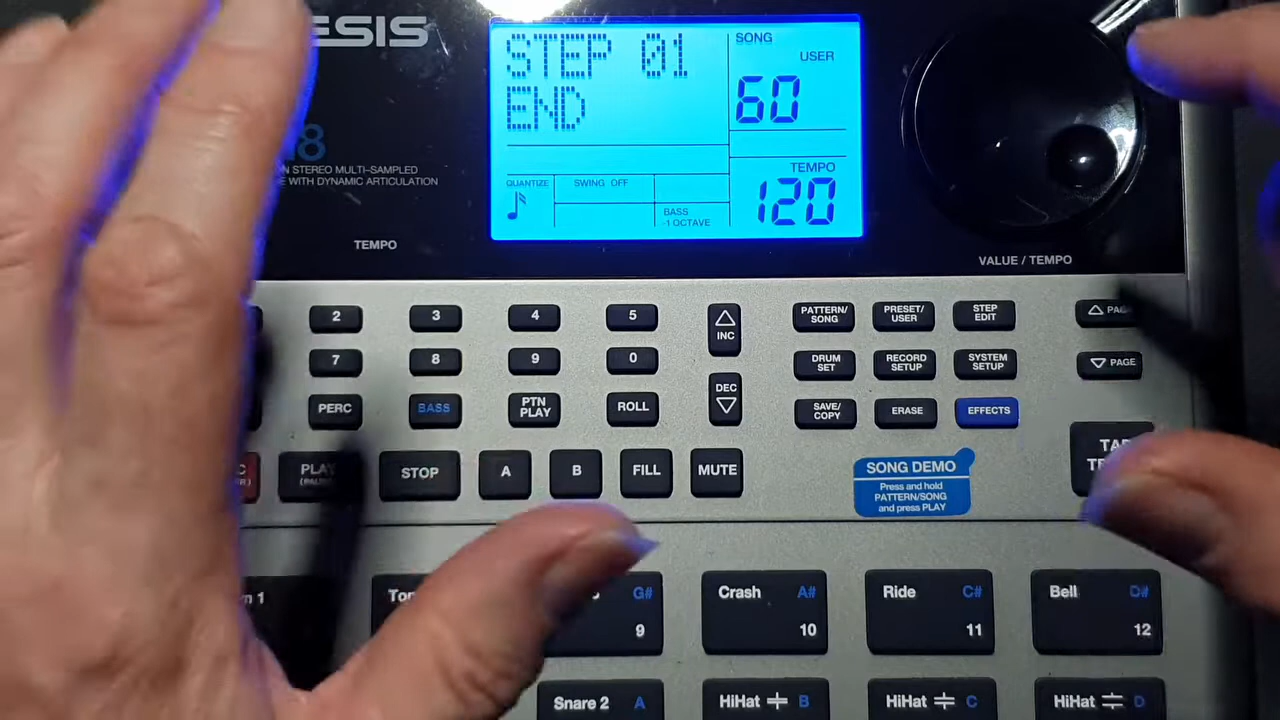 ESIS
STEP 01
END
SONG
USER
60
TEMPO
120
QUANTIZE
SWING OFF
BASS
-1 OCTAVE
8
N STEREO MULTI-SAMPLED
E WITH DYNAMIC ARTICULATION
TEMPO
VALUE / TEMPO
2
3
4
5
INC
PATTERN/
SONG
PRESET/
USER
STEP
EDIT
PAGE
7
8
9
0
DEC
DRUM
SET
RECORD
SETUP
SYSTEM
SETUP
PAGE
PERC
BASS
PTN
PLAY
ROLL
SAVE/
COPY
ERASE
EFFECTS
PLAY
STOP
A
B
FILL
MUTE
SONG DEMO
Press and hold
PATTERN/SONG
and press PLAY
TAP
1
G#
9
Crash A#
10
Ride C#
11
Bell D#
12
Snare 2 A
HiHat B
HiHat C
HiHat D